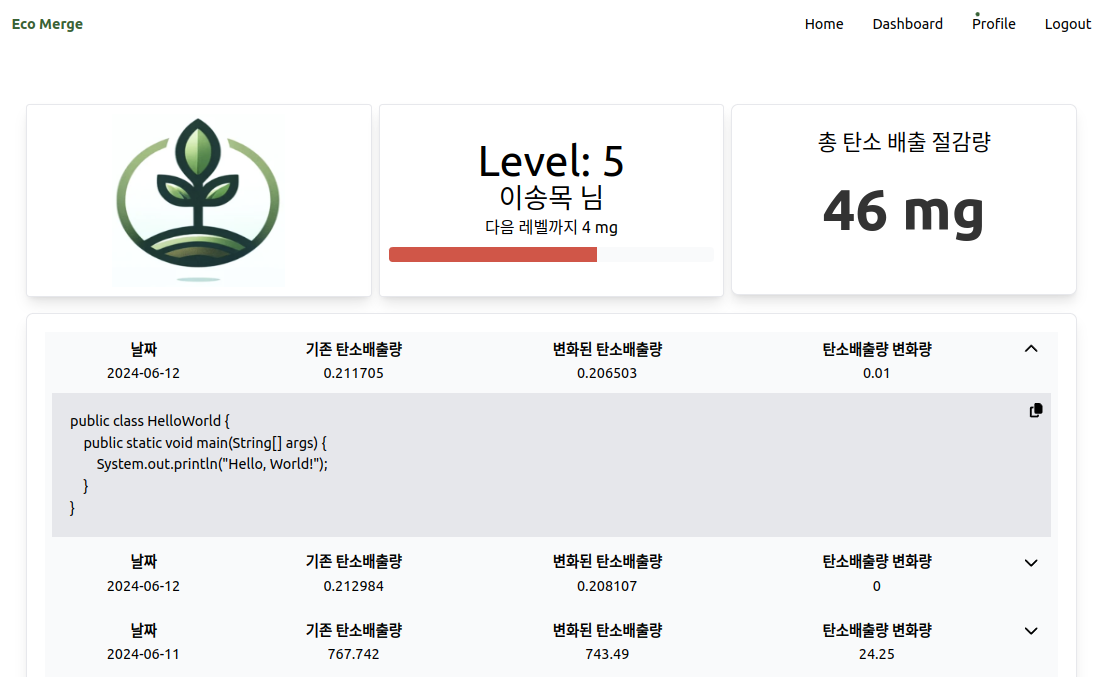 Eco Merge Home Dashboard Profile Logout
Level: 5
이송목 님
다음 레벨까지 4 mg
총 탄소 배출 절감량
46 mg
날짜 기존 탄소배출량 변화된 탄소배출량 탄소배출량 변화량
2024-06-12 0.211705 0.206503 0.01
public class HelloWorld {
    public static void main(String[] args) {
        System.out.println("Hello, World!");
    }
}
날짜 기존 탄소배출량 변화된 탄소배출량 탄소배출량 변화량
2024-06-12 0.212984 0.208107 0
날짜 기존 탄소배출량 변화된 탄소배출량 탄소배출량 변화량
2024-06-11 767.742 743.49 24.25